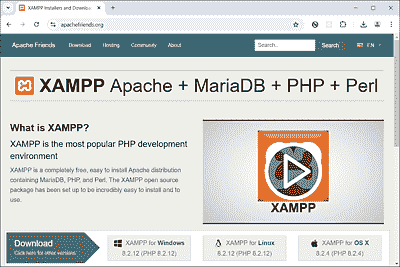 XAMPP Installers and Downloa
apachefriends.org
Apache Friends Download Hosting Community About Search... Search EN
XAMPP Apache + MariaDB + PHP + Perl
What is XAMPP?
XAMPP is the most popular PHP development
environment
XAMPP is a completely free, easy to install Apache distribution
containing MariaDB, PHP, and Perl. The XAMPP open source
package has been set up to be incredibly easy to install and to
use.
XAMPP
Download
Click here for other versions
XAMPP for Windows
8.2.12 (PHP 8.2.12)
XAMPP for Linux
8.2.12 (PHP 8.2.12)
XAMPP for OS X
8.2.4 (PHP 8.2.4)